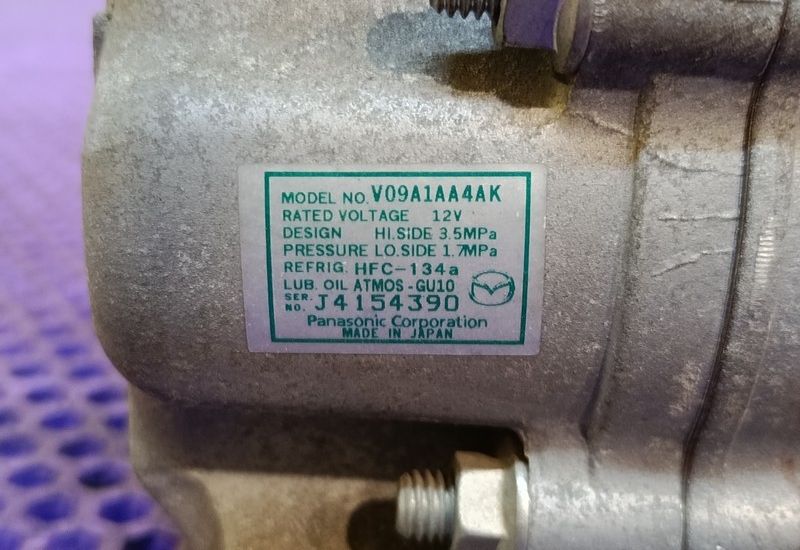 MODEL NO. V09A1AA4AK
RATED VOLTAGE 12V
DESIGN HI.SIDE 3.5MPa
PRESSURE LO.SIDE 1.7MPa
REFRIG. HFC-134a
LUB. OIL ATMOS-GU10
SER. NO. J4154390
Panasonic Corporation
MADE IN JAPAN